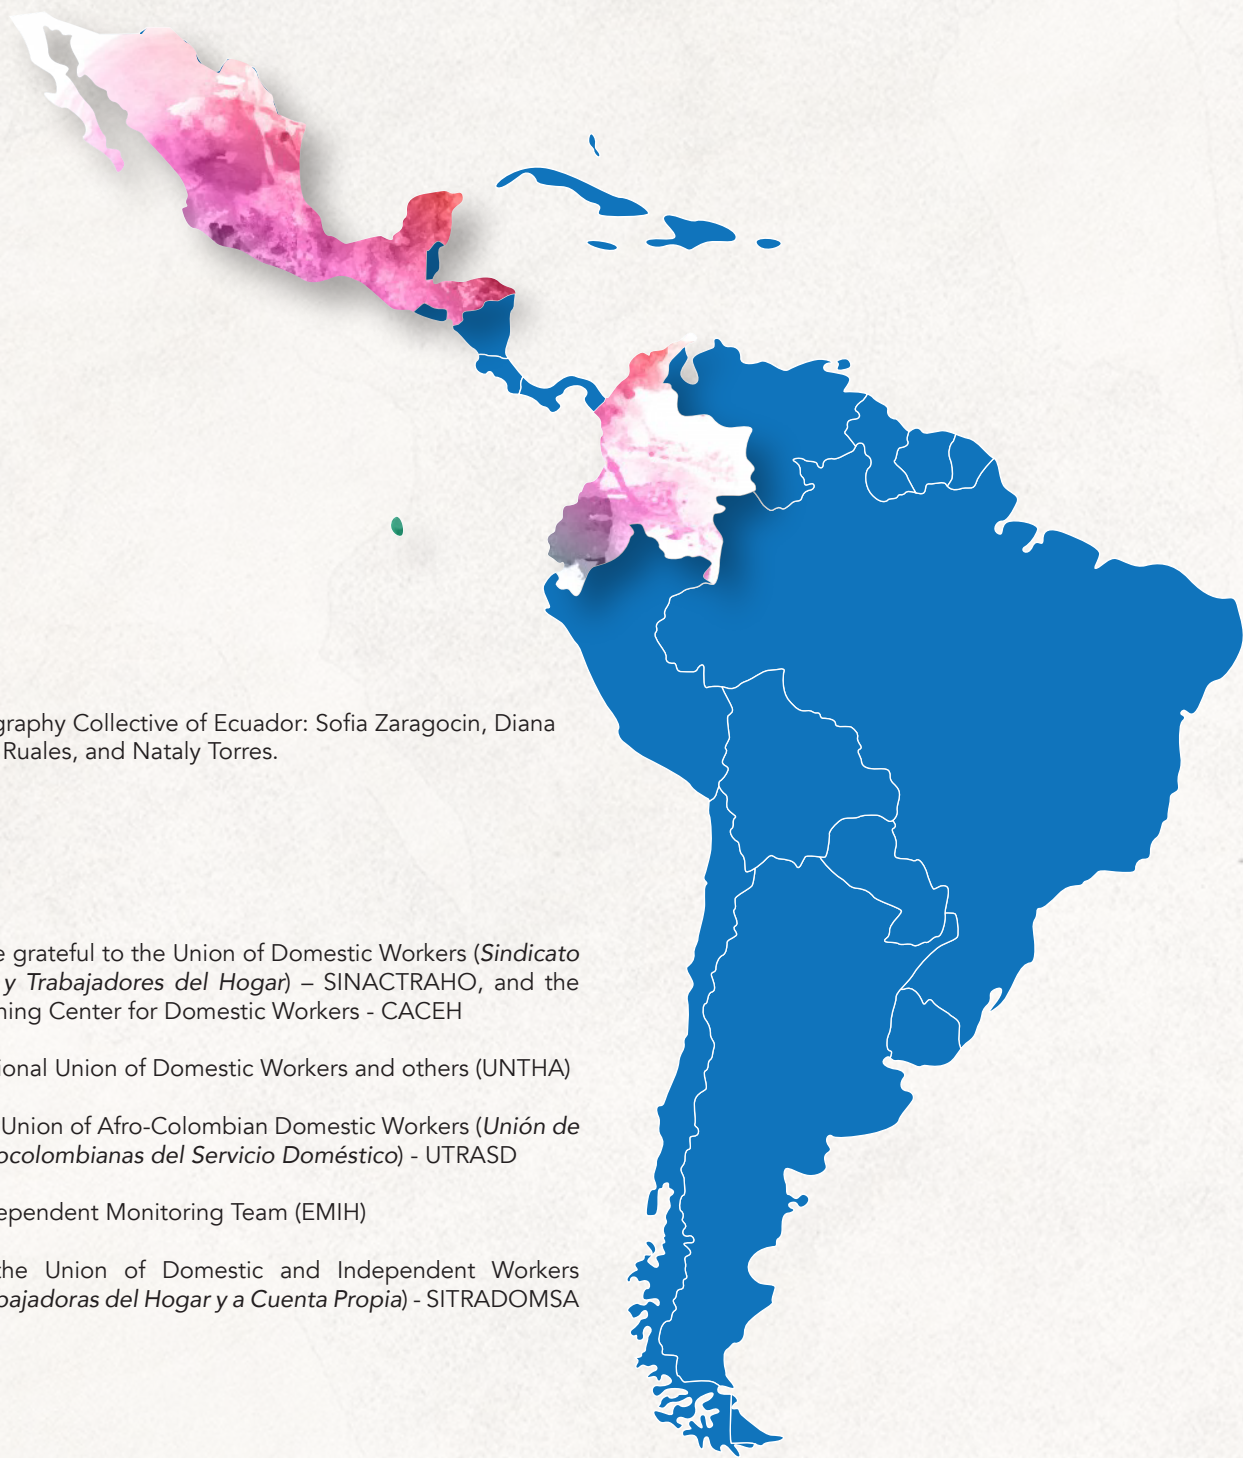 graphy Collective of Ecuador: Sofia Zaragocin, Diana
Ruales, and Nataly Torres.
e grateful to the Union of Domestic Workers (Sindicato
y Trabajadores del Hogar) – SINACTRAHO, and the
ning Center for Domestic Workers - CACEH
ional Union of Domestic Workers and others (UNTHA)
Union of Afro-Colombian Domestic Workers (Unión de
ocolombianas del Servicio Doméstico) - UTRASD
ependent Monitoring Team (EMIH)
the Union of Domestic and Independent Workers
bajadoras del Hogar y a Cuenta Propia) - SITRADOMSA